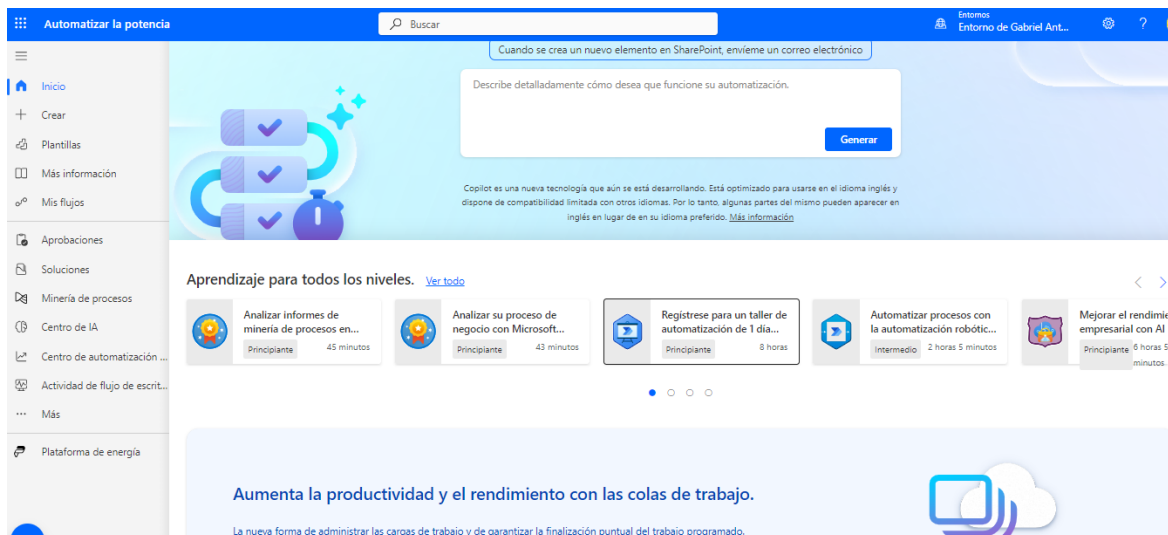 Automatizar la potencia
Buscar
Entornos
Entorno de Gabriel Ant...
Inicio
Crear
Plantillas
Más información
Mis flujos
Aprobaciones
Soluciones
Minería de procesos
Centro de IA
Centro de automatización ...
Actividad de flujo de escrit...
Más
Plataforma de energía
Cuando se crea un nuevo elemento en SharePoint, envíeme un correo electrónico
Describe detalladamente cómo desea que funcione su automatización.
Generar
Copilot es una nueva tecnología que aún se está desarrollando. Está optimizado para usarse en el idioma inglés y
dispone de compatibilidad limitada con otros idiomas. Por lo tanto, algunas partes del mismo pueden aparecer en
inglés en lugar de en su idioma preferido. Más información
Aprendizaje para todos los niveles. Ver todo
Analizar informes de
minería de procesos en...
Principiante 45 minutos
Analizar su proceso de
negocio con Microsoft...
Principiante 43 minutos
Regístrese para un taller de
automatización de 1 día...
Principiante 8 horas
Automatizar procesos con
la automatización robótic...
Intermedio 2 horas 5 minutos
Mejorar el rendimie
empresarial con AI
Principiante 6 horas 5
minutos
Aumenta la productividad y el rendimiento con las colas de trabajo.
La nueva forma de administrar las cargas de trabajo y de garantizar la finalización puntual del trabajo programado.